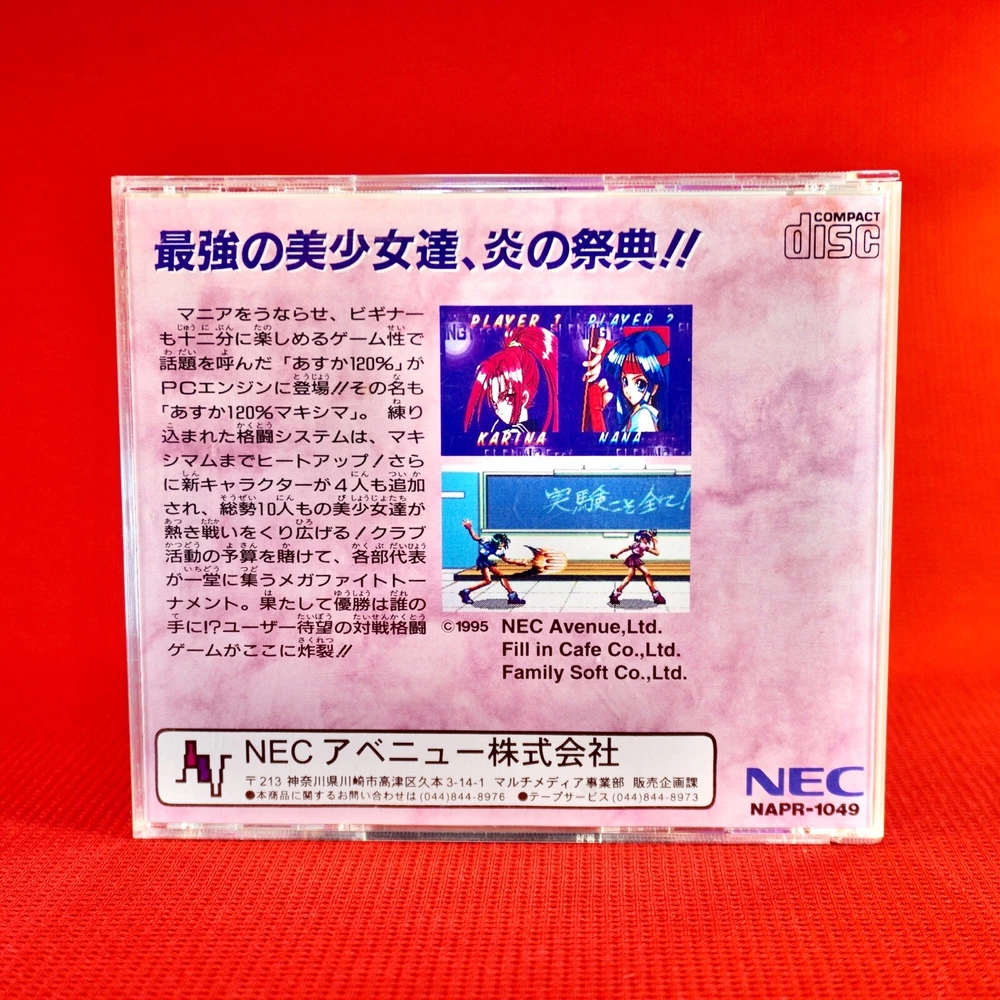 最強の美少女達、炎の祭典!!
COMPACT
disc
マニアをうならせ、ビギナー
も十二分に楽しめるゲーム性で
話題を呼んだ「あすか120%」が
PCエンジンに登場!!その名も
「あすか120%マキシマ」。練り
込まれた格闘システムは、マキ
シマムまでヒートアップ!さら
に新キャラクターが4人も追加
され、総勢10人もの美少女達が
熱き戦いをくり広げる!クラブ
活動の予算を賭けて、各部代表
が一堂に集うメガファイトトー
ナメント。果たして優勝は誰の
手に!?ユーザー待望の対戦格闘
ゲームがここに炸裂!!
PLAYER 1 PLAYER 2
KARINA NANA
実験こそ全て!
©1995 NEC Avenue,Ltd.
Fill in Cafe Co.,Ltd.
Family Soft Co.,Ltd.
NEC アベニュー株式会社
〒213 神奈川県川崎市高津区久本3-14-1 マルチメディア事業部 販売企画課
●本商品に関するお問い合わせは(044)844-8976 ●テープサービス(044)844-8973
NEC
NAPR-1049